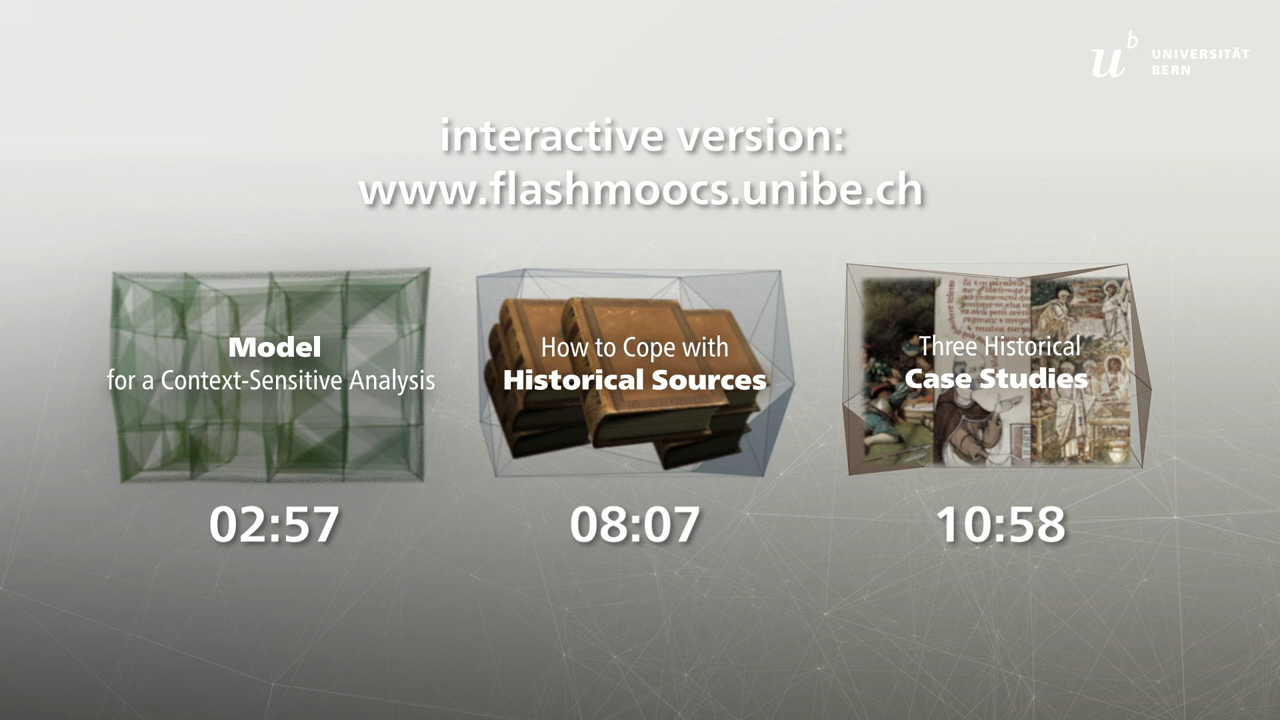 u
b
UNIVERSITÄT
BERN
interactive version:
www.flashmoocs.unibe.ch
Model
for a Context-Sensitive Analysis
How to Cope with
Historical Sources
Three Historical
Case Studies
02:57
08:07
10:58